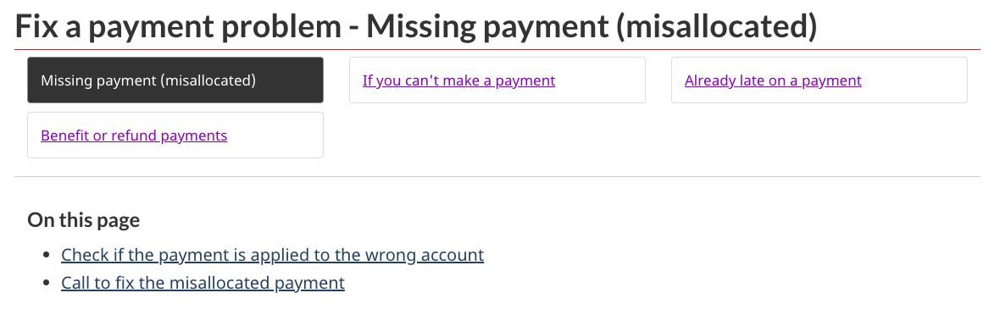 Fix a payment problem - Missing payment (misallocated)
Missing payment (misallocated)
If you can't make a payment
Already late on a payment
Benefit or refund payments
On this page
Check if the payment is applied to the wrong account
Call to fix the misallocated payment